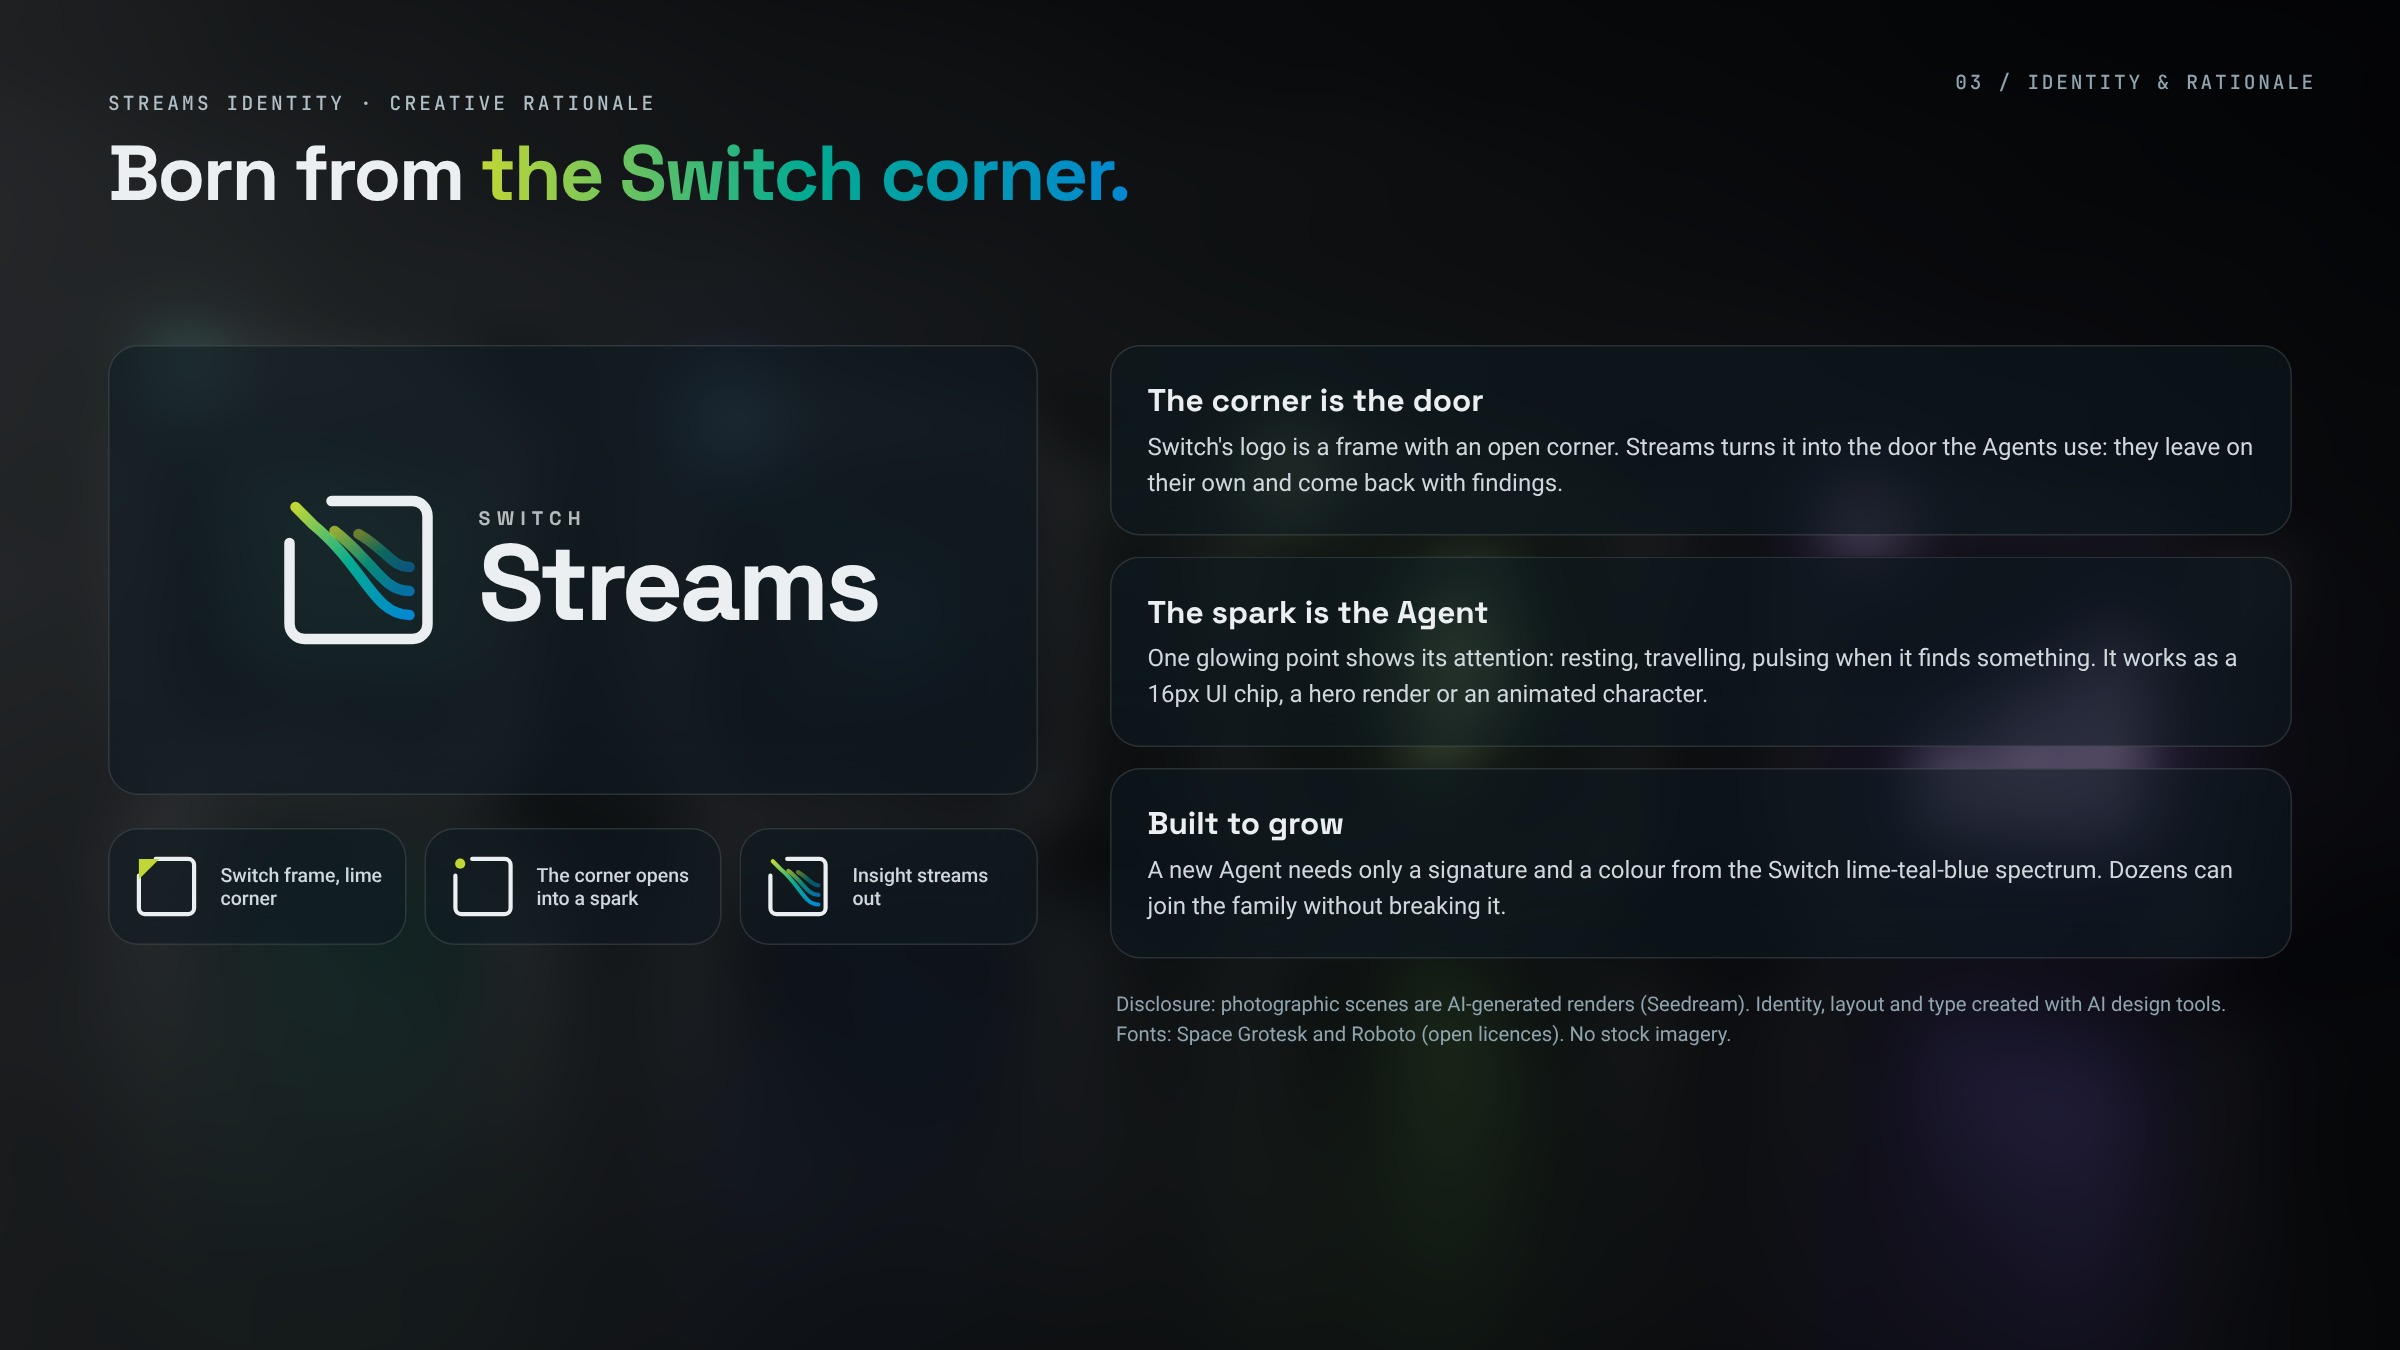 03 / IDENTITY & RATIONALE
STREAMS IDENTITY · CREATIVE RATIONALE
Born from the Switch corner.
SWITCH
Streams
Switch frame, lime
corner
The corner opens
into a spark
Insight streams
out
The corner is the door
Switch's logo is a frame with an open corner. Streams turns it into the door the Agents use: they leave on
their own and come back with findings.
The spark is the Agent
One glowing point shows its attention: resting, travelling, pulsing when it finds something. It works as a
16px UI chip, a hero render or an animated character.
Built to grow
A new Agent needs only a signature and a colour from the Switch lime-teal-blue spectrum. Dozens can
join the family without breaking it.
Disclosure: photographic scenes are AI-generated renders (Seedream). Identity, layout and type created with AI design tools.
Fonts: Space Grotesk and Roboto (open licences). No stock imagery.